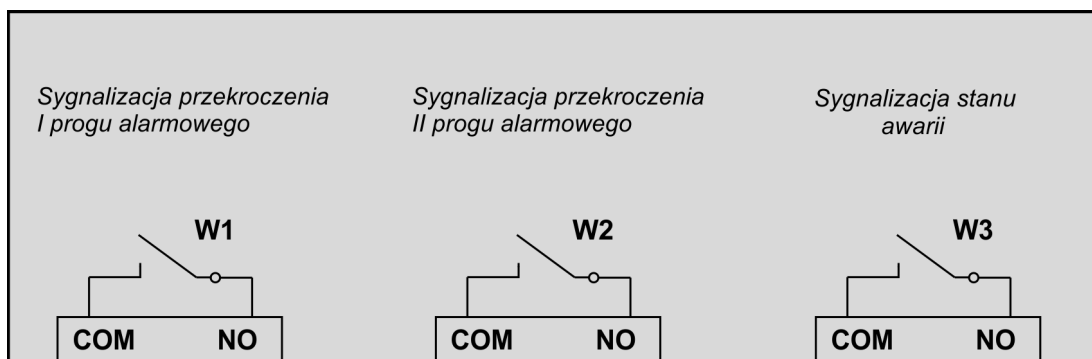 Sygnalizacja przekroczenia
I progu alarmowego
Sygnalizacja przekroczenia
II progu alarmowego
Sygnalizacja stanu
awarii
W1
W2
W3
COM NO
COM NO
COM NO